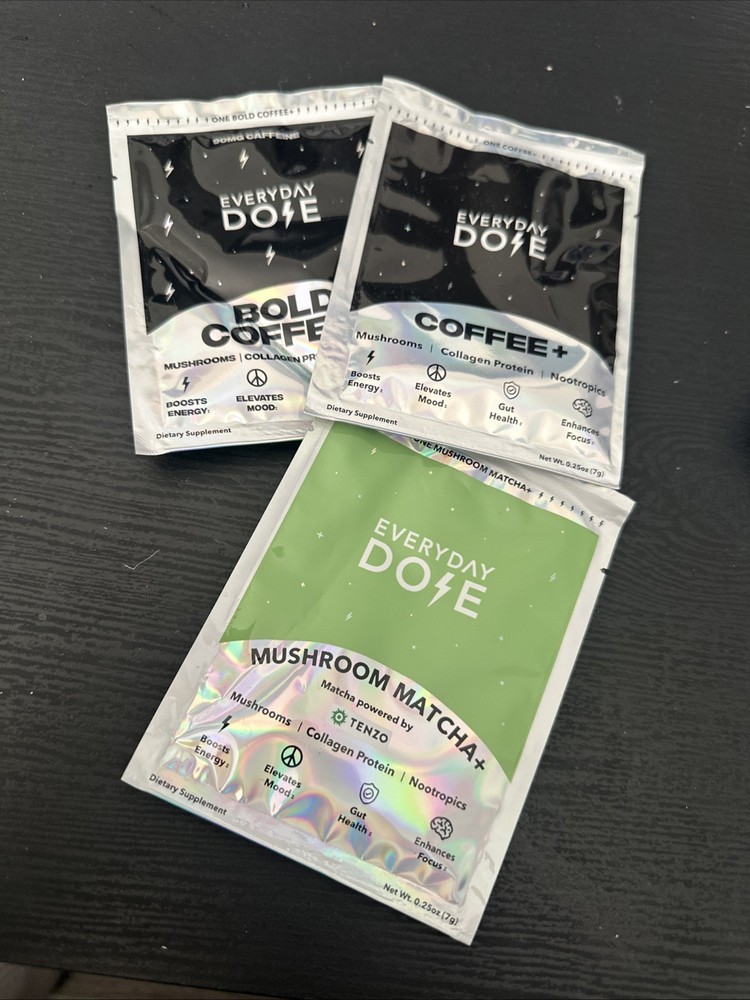 ONE BOLD COFFEE+
90MG CAFFEINE
EVERYDAY
DOSE
BOLD
COFFE
MUSHROOMS | COLLAGEN PR
BOOSTS
ENERGY‡
ELEVATES
MOOD‡
Dietary Supplement
ONE COFFEE+
EVERYDAY
DOSE
COFFEE+
Mushrooms | Collagen Protein | Nootropics
Boosts
Energy‡
Elevates
Mood‡
Gut
Health‡
Enhances
Focus‡
Dietary Supplement
Net Wt. 0.25oz (7g)
ONE MUSHROOM MATCHA+
EVERYDAY
DOSE
MUSHROOM MATCHA+
Matcha powered by
TENZO
Mushrooms | Collagen Protein | Nootropics
Boosts
Energy‡
Elevates
Mood‡
Gut
Health‡
Enhances
Focus‡
Dietary Supplement
Net Wt. 0.25oz (7g)